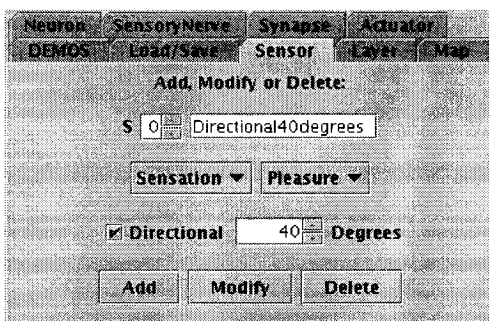 Neuron SensoryNerve Synapse Actuator
DEMOS Load/Save Sensor Layer Map
Add, Modify or Delete:
S 0 Directional40degrees
Sensation Pleasure
Directional 40 Degrees
Add Modify Delete